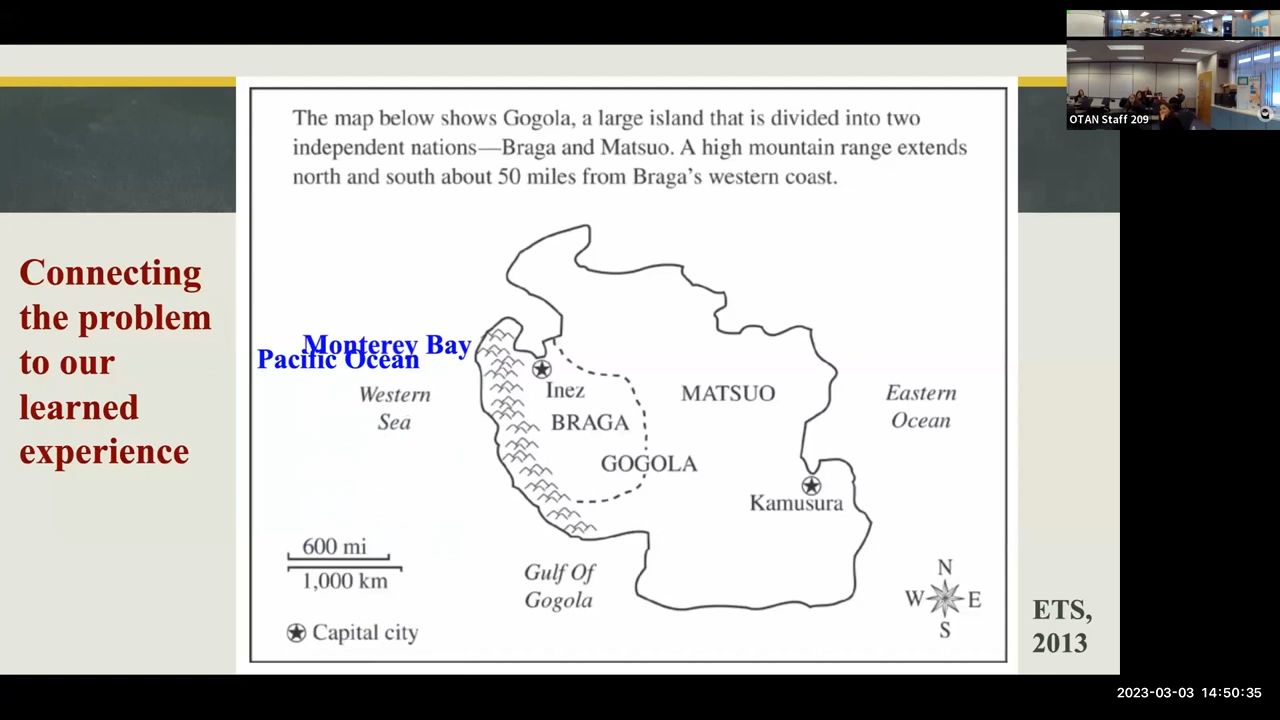 OTAN Staff 209
The map below shows Gogola, a large island that is divided into two
independent nations—Braga and Matsuo. A high mountain range extends
north and south about 50 miles from Braga's western coast.
Connecting
the problem
to our
learned
experience
Monterey Bay
Pacific Ocean
Western
Sea
Inez
BRAGA
MATSUO
GOGOLA
Eastern
Ocean
Kamusura
600 mi
1,000 km
Gulf Of
Gogola
Capital city
N
W E
S
ETS,
2013
2023-03-03 14:50:35